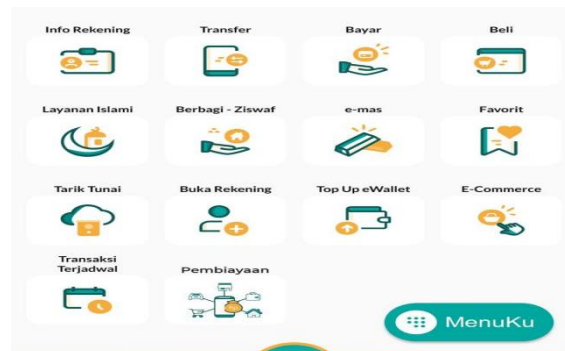 Info Rekening
Transfer
Bayar
Beli
Layanan Islami
Berbagi - Ziswaf
e-mas
Favorit
Tarik Tunai
Buka Rekening
Top Up eWallet
E-Commerce
Transaksi
Terjadwal
Pembiayaan
MenuKu